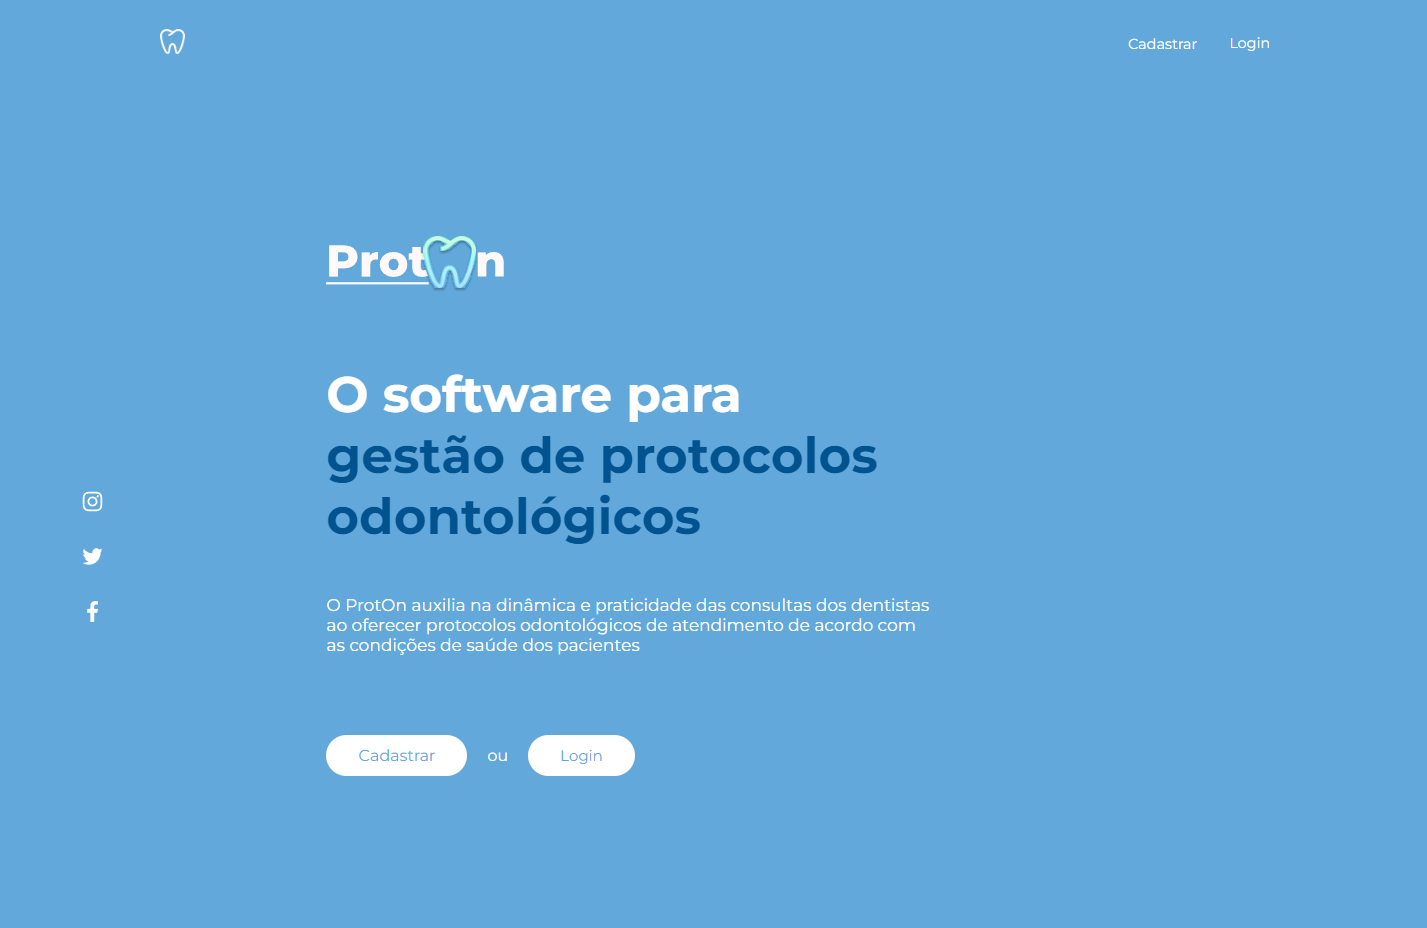 Cadastrar
Login
ProtOn
O software para
gestão de protocolos
odontológicos
O ProtOn auxilia na dinâmica e praticidade das consultas dos dentistas
ao oferecer protocolos odontológicos de atendimento de acordo com
as condições de saúde dos pacientes
Cadastrar
ou
Login